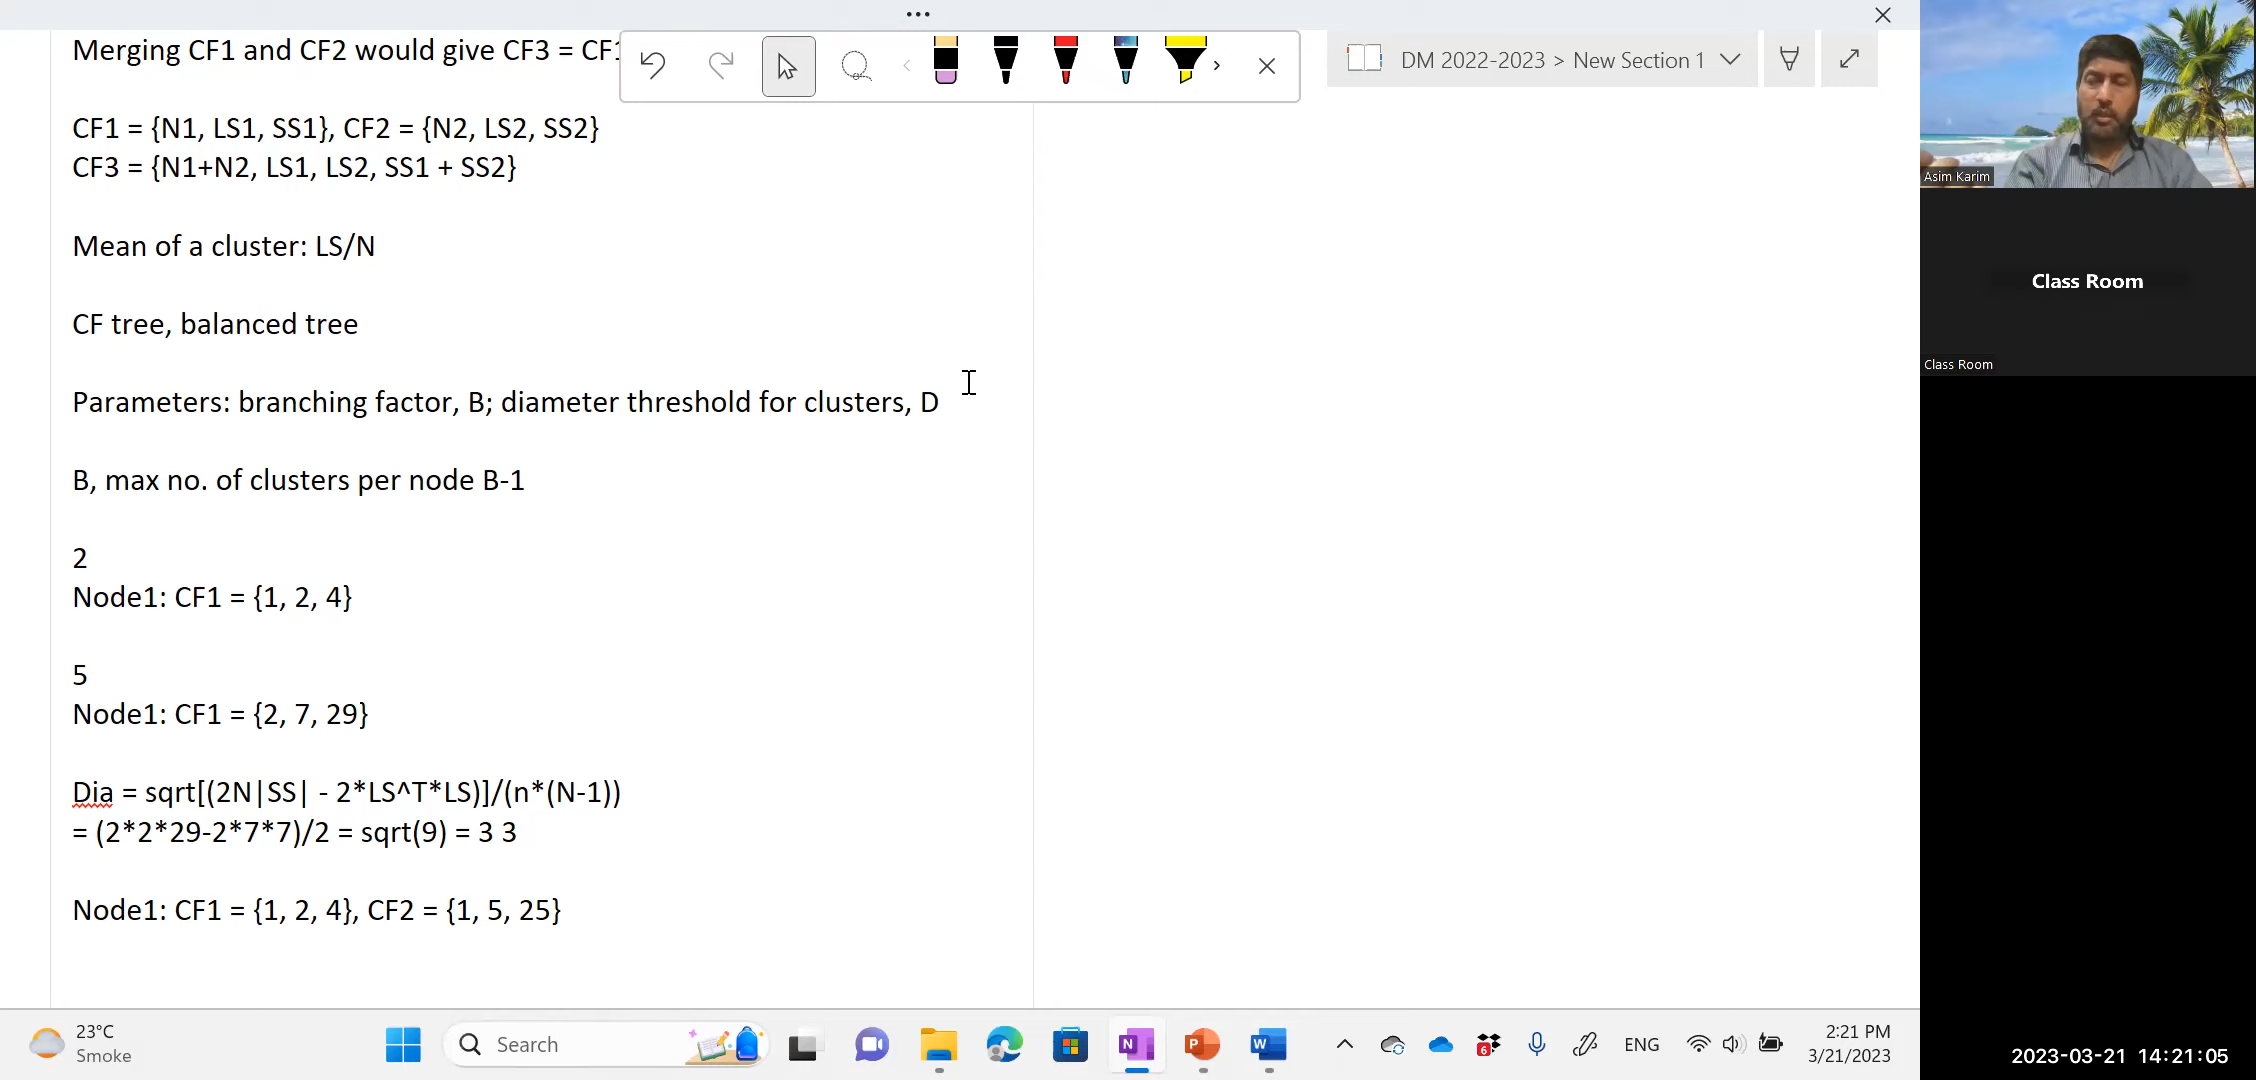 Merging CF1 and CF2 would give CF3 = CF1
DM 2022-2023 > New Section 1
CF1 = {N1, LS1, SS1}, CF2 = {N2, LS2, SS2}
CF3 = {N1+N2, LS1, LS2, SS1 + SS2}
Mean of a cluster: LS/N
CF tree, balanced tree
Parameters: branching factor, B; diameter threshold for clusters, D
B, max no. of clusters per node B-1
2
Node1: CF1 = {1, 2, 4}
5
Node1: CF1 = {2, 7, 29}
Dia = sqrt[(2N|SS| - 2*LS^T*LS)]/(n*(N-1))
= (2*2*29-2*7*7)/2 = sqrt(9) = 3 3
Node1: CF1 = {1, 2, 4}, CF2 = {1, 5, 25}
Asim Karim
Class Room
Class Room
23°C
Smoke
Search
N
P
W
6
ENG
2:21 PM
3/21/2023
2023-03-21 14:21:05